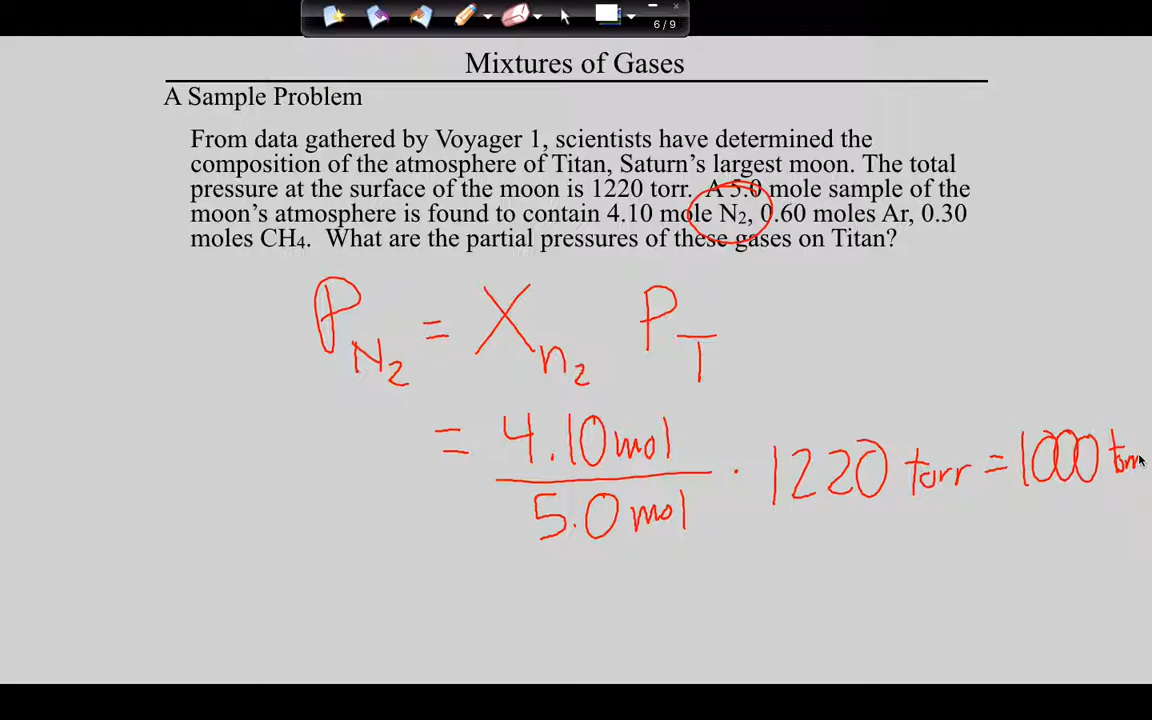 6 / 9
Mixtures of Gases
A Sample Problem
From data gathered by Voyager 1, scientists have determined the
composition of the atmosphere of Titan, Saturn's largest moon. The total
pressure at the surface of the moon is 1220 torr. A 5.0 mole sample of the
moon's atmosphere is found to contain 4.10 mole N₂, 0.60 moles Ar, 0.30
moles CH₄. What are the partial pressures of these gases on Titan?
P_N₂ = X_n₂ P_T
= 4.10 mol / 5.0 mol · 1220 torr = 1000 torr